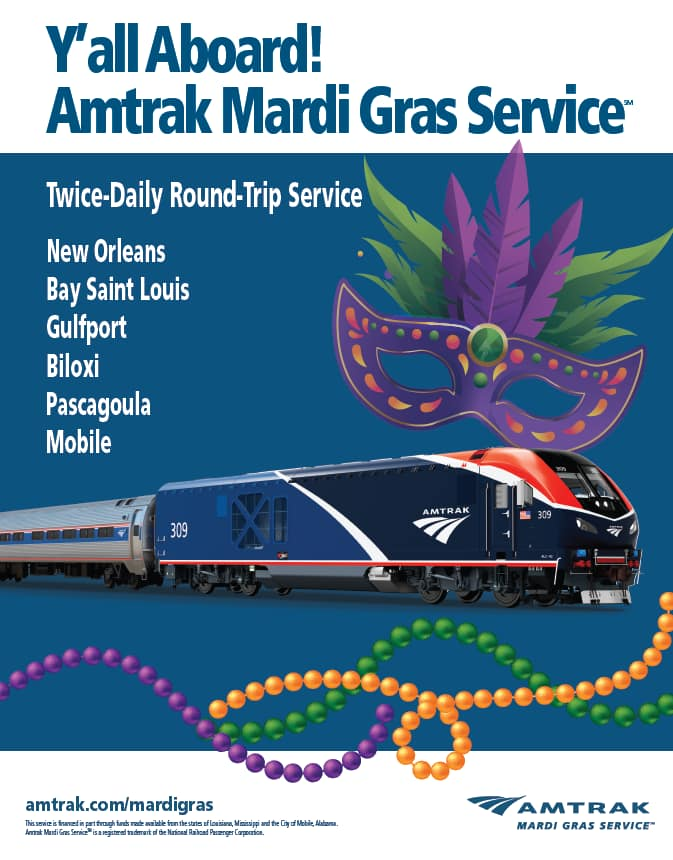 Y'all Aboard!
Amtrak Mardi Gras Service℠
Twice-Daily Round-Trip Service
New Orleans
Bay Saint Louis
Gulfport
Biloxi
Pascagoula
Mobile
309
AMTRAK
309
309
amtrak.com/mardigras
This service is financed in part through funds made available from the states of Louisiana, Mississippi and the City of Mobile, Alabama.
Amtrak Mardi Gras Service℠ is a registered trademark of the National Railroad Passenger Corporation.
AMTRAK
MARDI GRAS SERVICE℠